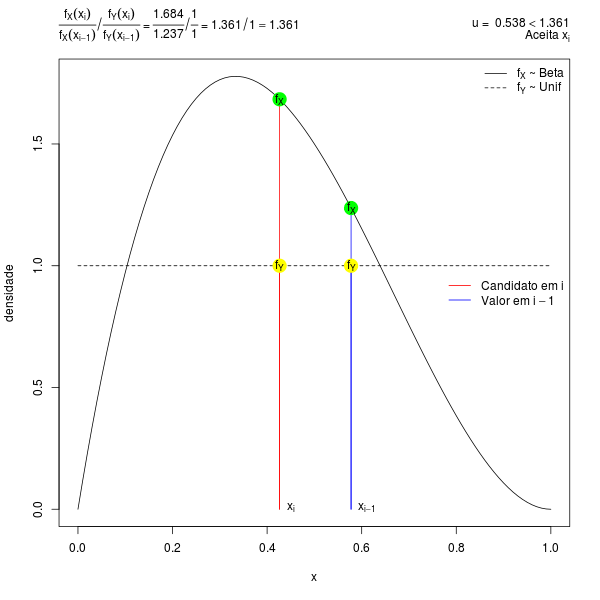 fX(xi) / fY(xi) = 1.684 / 1 = 1.361 / 1 = 1.361
fX(xi−1) fY(xi−1) 1.237 1
u = 0.538 < 1.361
Aceita xi
fX ~ Beta
fY ~ Unif
fX
fX
fY
fY
Candidato em i
Valor em i − 1
xi
xi−1
densidade
0.0
0.5
1.0
1.5
0.0 0.2 0.4 0.6 0.8 1.0
x